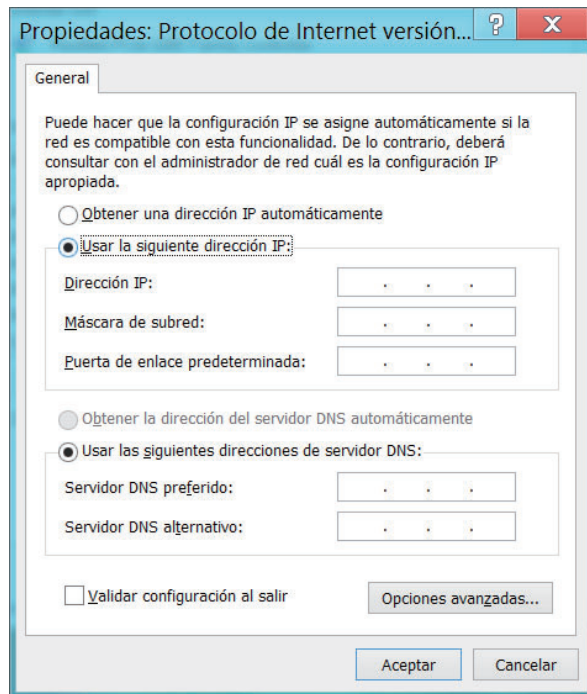 Propiedades: Protocolo de Internet versión...
?
X
General
Puede hacer que la configuración IP se asigne automáticamente si la
red es compatible con esta funcionalidad. De lo contrario, deberá
consultar con el administrador de red cuál es la configuración IP
apropiada.
Obtener una dirección IP automáticamente
Usar la siguiente dirección IP:
Dirección IP: . . .
Máscara de subred: . . .
Puerta de enlace predeterminada: . . .
Obtener la dirección del servidor DNS automáticamente
Usar las siguientes direcciones de servidor DNS:
Servidor DNS preferido: . . .
Servidor DNS alternativo: . . .
Validar configuración al salir
Opciones avanzadas...
Aceptar
Cancelar